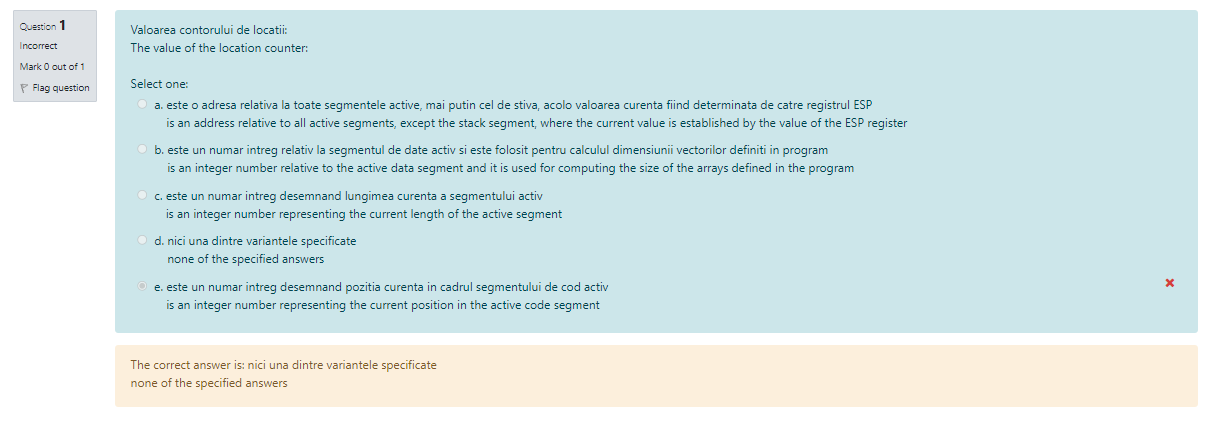 Question 1
Incorrect
Mark 0 out of 1
Flag question
Valoarea contorului de locatii:
The value of the location counter:
Select one:
a. este o adresa relativa la toate segmentele active, mai putin cel de stiva, acolo valoarea curenta fiind determinata de catre registrul ESP
is an address relative to all active segments, except the stack segment, where the current value is established by the value of the ESP register
b. este un numar intreg relativ la segmentul de date activ si este folosit pentru calculul dimensiunii vectorilor definiti in program
is an integer number relative to the active data segment and it is used for computing the size of the arrays defined in the program
c. este un numar intreg desemnand lungimea curenta a segmentului activ
is an integer number representing the current length of the active segment
d. nici una dintre variantele specificate
none of the specified answers
e. este un numar intreg desemnand pozitia curenta in cadrul segmentului de cod activ
is an integer number representing the current position in the active code segment
The correct answer is: nici una dintre variantele specificate
none of the specified answers